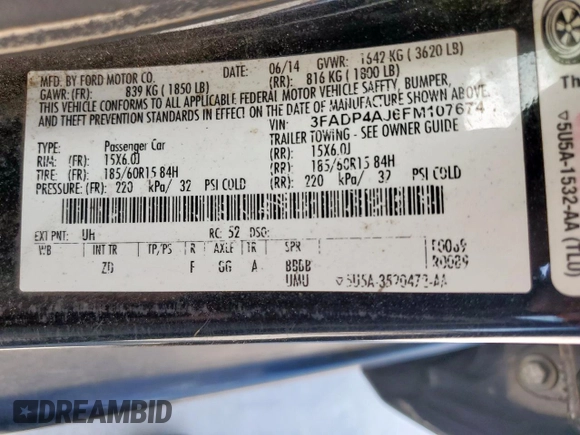 MFD. BY FORD MOTOR CO.
DATE: 06/14 GVWR: 1642 KG ( 3620 LB)
GAWR: (FR): 839 KG ( 1850 LB) (RR): 816 KG ( 1800 LB)
THIS VEHICLE CONFORMS TO ALL APPLICABLE FEDERAL MOTOR VEHICLE SAFETY, BUMPER,
AND THEFT PREVENTION STANDARDS IN EFFECT ON THE DATE OF MANUFACTURE SHOWN ABOVE.
VIN: 3FADP4AJ6FM107674
TYPE: Passenger Car TRAILER TOWING - SEE OWNER GUIDE
RIM: (FR): 15X6.0J (RR): 15X6.0J
TIRE: (FR): 185/60R15 84H (RR): 185/60R15 84H
PRESSURE: (FR): 220 kPa/ 32 PSI COLD (RR): 220 kPa/ 32 PSI COLD
EXT PNT: UH RC: 52 DSO:
WB INT TR TP/PS R AXLE TR SPR
ZD F GG A BBBB
UMU
▽5U5A-1532-AA (1LD)
Th
DREAMBID